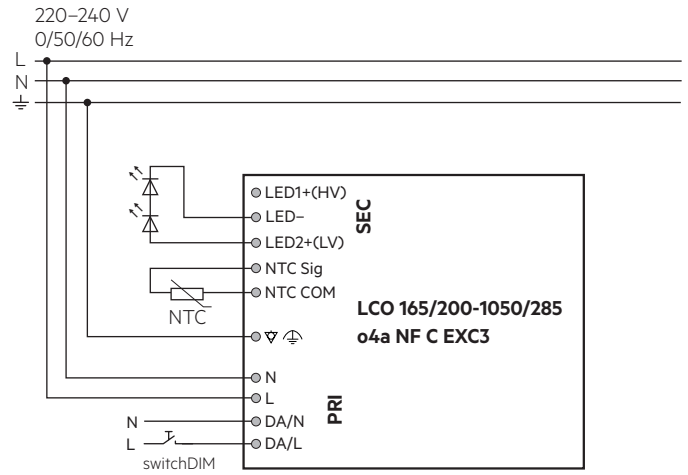 220–240 V
0/50/60 Hz
L
N
LED1+(HV)
LED–
LED2+(LV)
SEC
NTC Sig
NTC COM
NTC
LCO 165/200-1050/285
o4a NF C EXC3
N
L
PRI
N
DA/N
L
DA/L
switchDIM